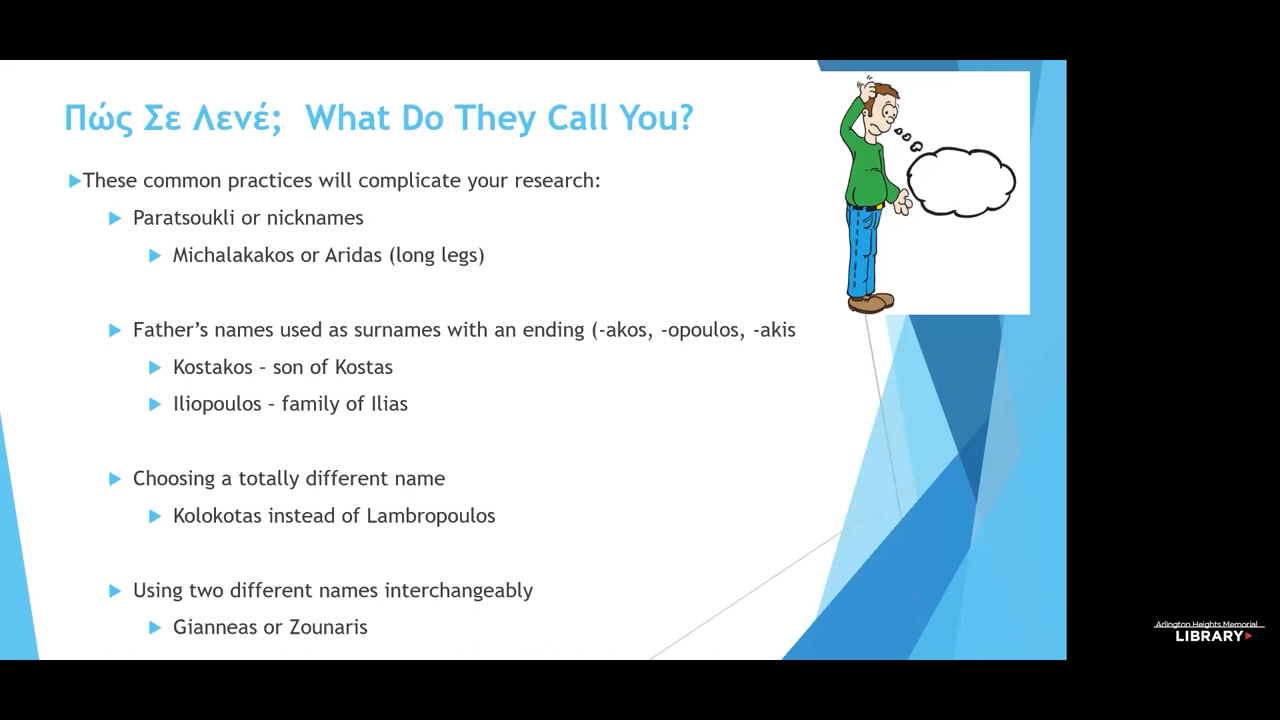 Πώς Σε Λενέ;  What Do They Call You?
These common practices will complicate your research:
Paratsoukli or nicknames
Michalakakos or Aridas (long legs)
Father’s names used as surnames with an ending (-akos, -opoulos, -akis
Kostakos – son of Kostas
Iliopoulos – family of Ilias
Choosing a totally different name
Kolokotas instead of Lambropoulos
Using two different names interchangeably
Gianneas or Zounaris
Arlington Heights Memorial
LIBRARY